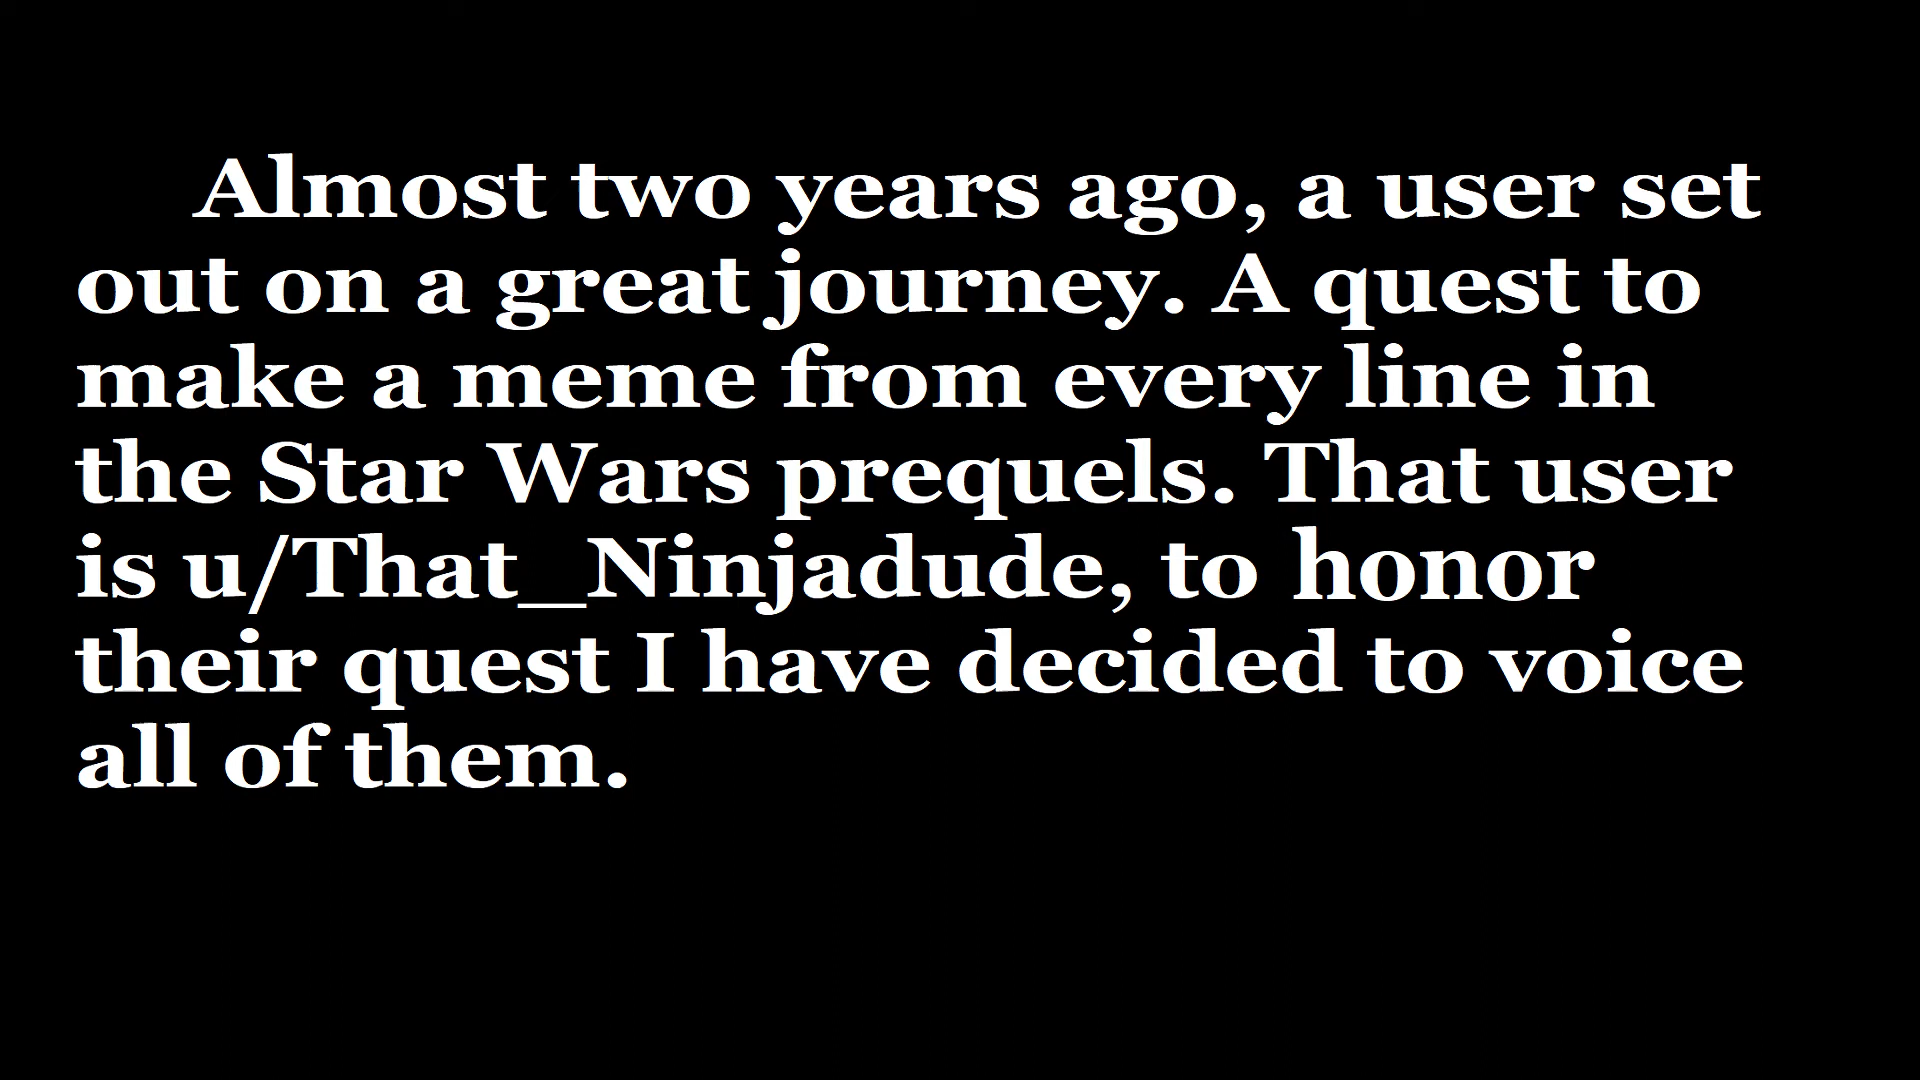 Almost two years ago, a user set
out on a great journey. A quest to
make a meme from every line in
the Star Wars prequels. That user
is u/That_Ninjadude, to honor
their quest I have decided to voice
all of them.